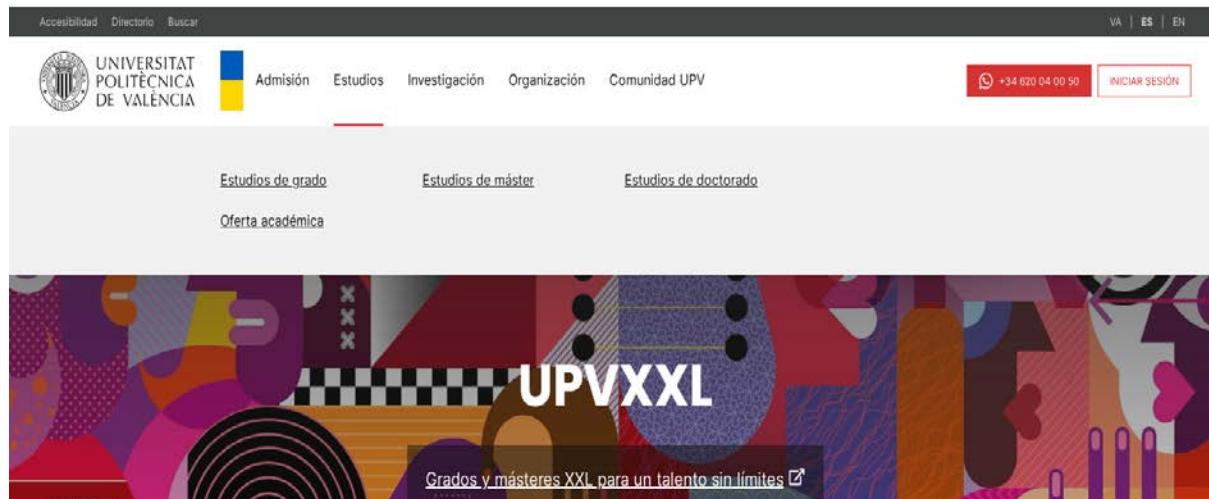 Accesibilidad Directorio Buscar VA | ES | EN
UNIVERSITAT
POLITÈCNICA
DE VALÈNCIA
Admisión Estudios Investigación Organización Comunidad UPV
+34 620 04 00 50 INICIAR SESIÓN
Estudios de grado Estudios de máster Estudios de doctorado
Oferta académica
UPVXXL
Grados y másteres XXL para un talento sin límites